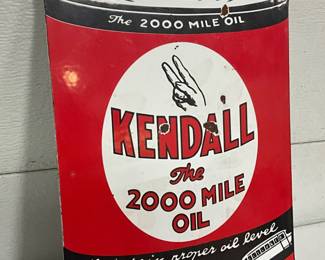 The 2000 MILE OIL
KENDALL
The
2000 MILE
OIL
proper oil level